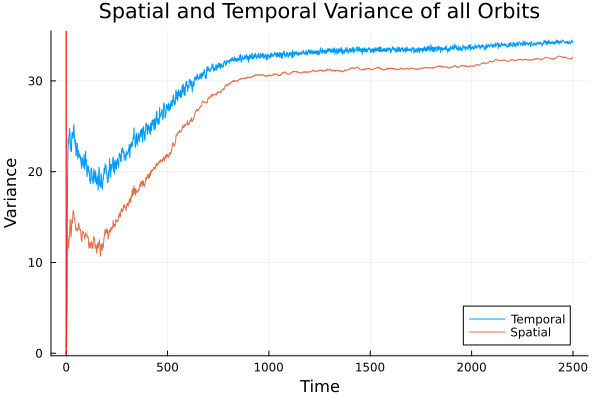 Spatial and Temporal Variance of all Orbits
Variance
30
20
10
0
Temporal
Spatial
0 500 1000 1500 2000 2500
Time